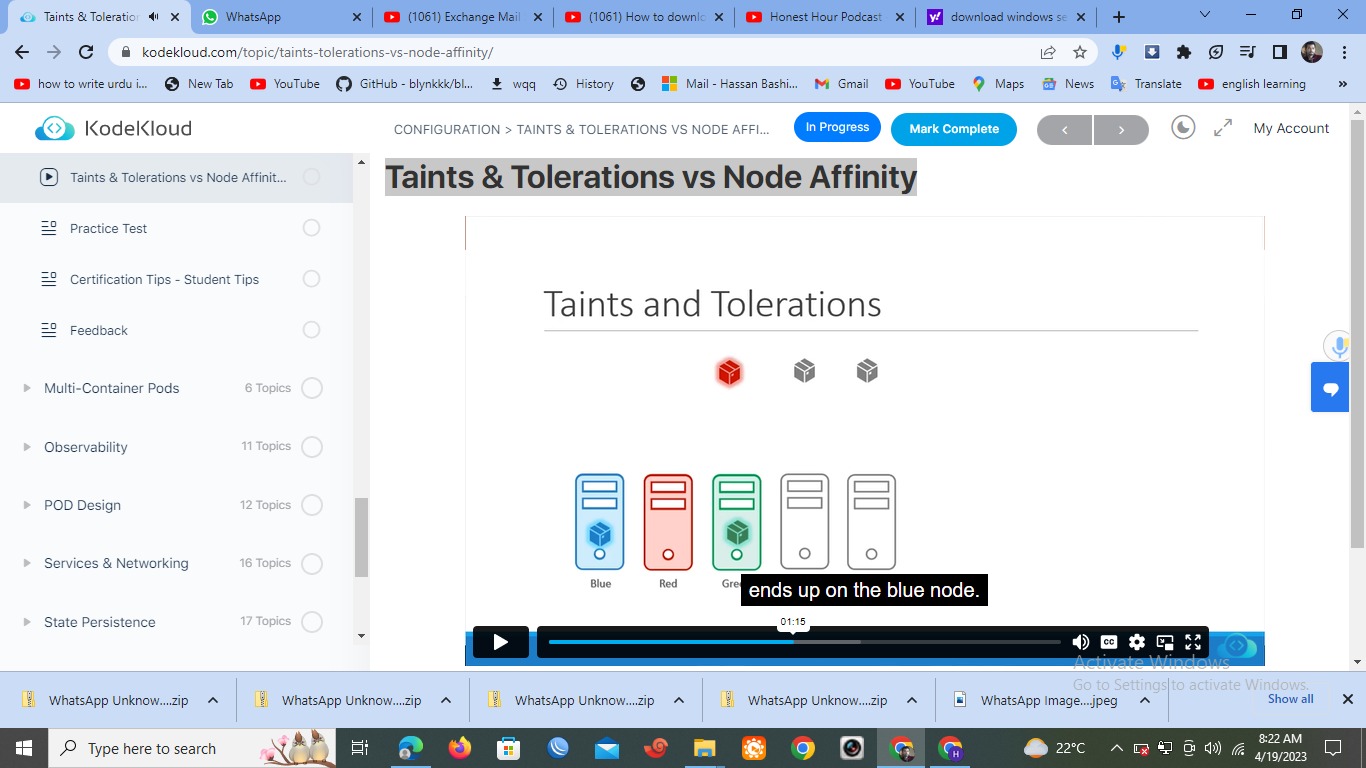 Taints & Toleration
WhatsApp
(1061) Exchange Mail
(1061) How to downlo
Honest Hour Podcast
download windows se
kodekloud.com/topic/taints-tolerations-vs-node-affinity/
how to write urdu i...
New Tab
YouTube
GitHub - blynkkk/bl...
wqq
History
Mail - Hassan Bashi...
Gmail
YouTube
Maps
News
Translate
english learning
»
KodeKloud
CONFIGURATION > TAINTS & TOLERATIONS VS NODE AFFI...
In Progress
Mark Complete
My Account
Taints & Tolerations vs Node Affinit...
Practice Test
Certification Tips - Student Tips
Feedback
Multi-Container Pods 6 Topics
Observability 11 Topics
POD Design 12 Topics
Services & Networking 16 Topics
State Persistence 17 Topics
Taints & Tolerations vs Node Affinity
Taints and Tolerations
Blue
Red
Gree
ends up on the blue node.
01:15
CC
Activate Windows
Go to Settings to activate Windows.
WhatsApp Unknow....zip
WhatsApp Unknow....zip
WhatsApp Unknow....zip
WhatsApp Unknow....zip
WhatsApp Image....jpeg
Show all
Type here to search
22°C
8:22 AM
4/19/2023